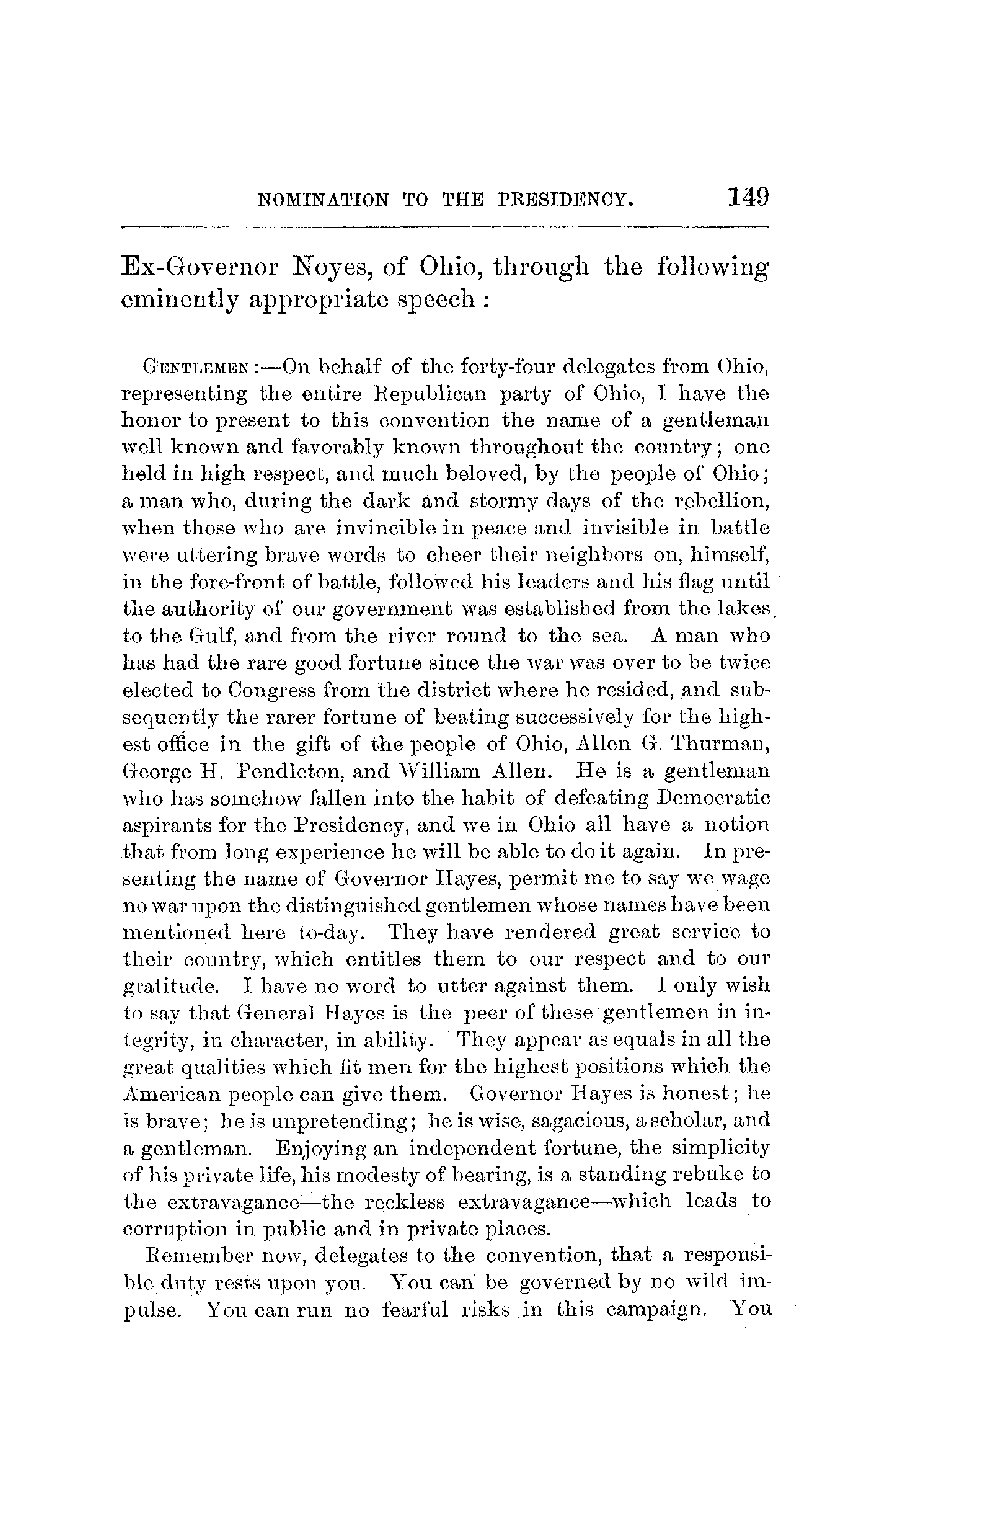 NOMINATION TO THE PRESIDENCY. 149
Ex-Governor Noyes, of Ohio, through the following
eminently appropriate speech :
GENTLEMEN :—On behalf of the forty-four delegates from Ohio,
representing the entire Republican party of Ohio, I have the
honor to present to this convention the name of a gentleman
well known and favorably known throughout the country; one
held in high respect, and much beloved, by the people of Ohio;
a man who, during the dark and stormy days of the rebellion,
when those who are invincible in peace and invisible in battle
were uttering brave words to cheer their neighbors on, himself,
in the fore-front of battle, followed his leaders and his flag until
the authority of our government was established from the lakes
to the Gulf, and from the river round to the sea. A man who
has had the rare good fortune since the war was over to be twice
elected to Congress from the district where he resided, and sub-
sequently the rarer fortune of beating successively for the high-
est office in the gift of the people of Ohio, Allen G. Thurman,
George H. Pendleton, and William Allen. He is a gentleman
who has somehow fallen into the habit of defeating Democratic
aspirants for the Presidency, and we in Ohio all have a notion
that from long experience he will be able to do it again. In pre-
senting the name of Governor Hayes, permit me to say we wage
no war upon the distinguished gentlemen whose names have been
mentioned here to-day. They have rendered great service to
their country, which entitles them to our respect and to our
gratitude. I have no word to utter against them. I only wish
to say that General Hayes is the peer of these gentlemen in in-
tegrity, in character, in ability. They appear as equals in all the
great qualities which fit men for the highest positions which the
American people can give them. Governor Hayes is honest; he
is brave; he is unpretending; he is wise, sagacious, a scholar, and
a gentleman. Enjoying an independent fortune, the simplicity
of his private life, his modesty of bearing, is a standing rebuke to
the extravagance—the reckless extravagance—which leads to
corruption in public and in private places.
Remember now, delegates to the convention, that a responsi-
ble duty rests upon you. You can be governed by no wild im-
pulse. You can run no fearful risks in this campaign. You